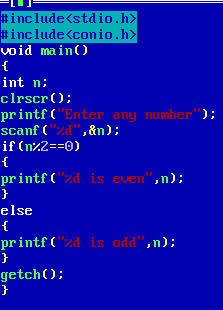 #include<stdio.h>
#include<conio.h>
void main()
{
int n;
clrscr();
printf("Enter any number");
scanf("%d",&n);
if(n%2==0)
{
printf("%d is even",n);
}
else
{
printf("%d is odd",n);
}
getch();
}